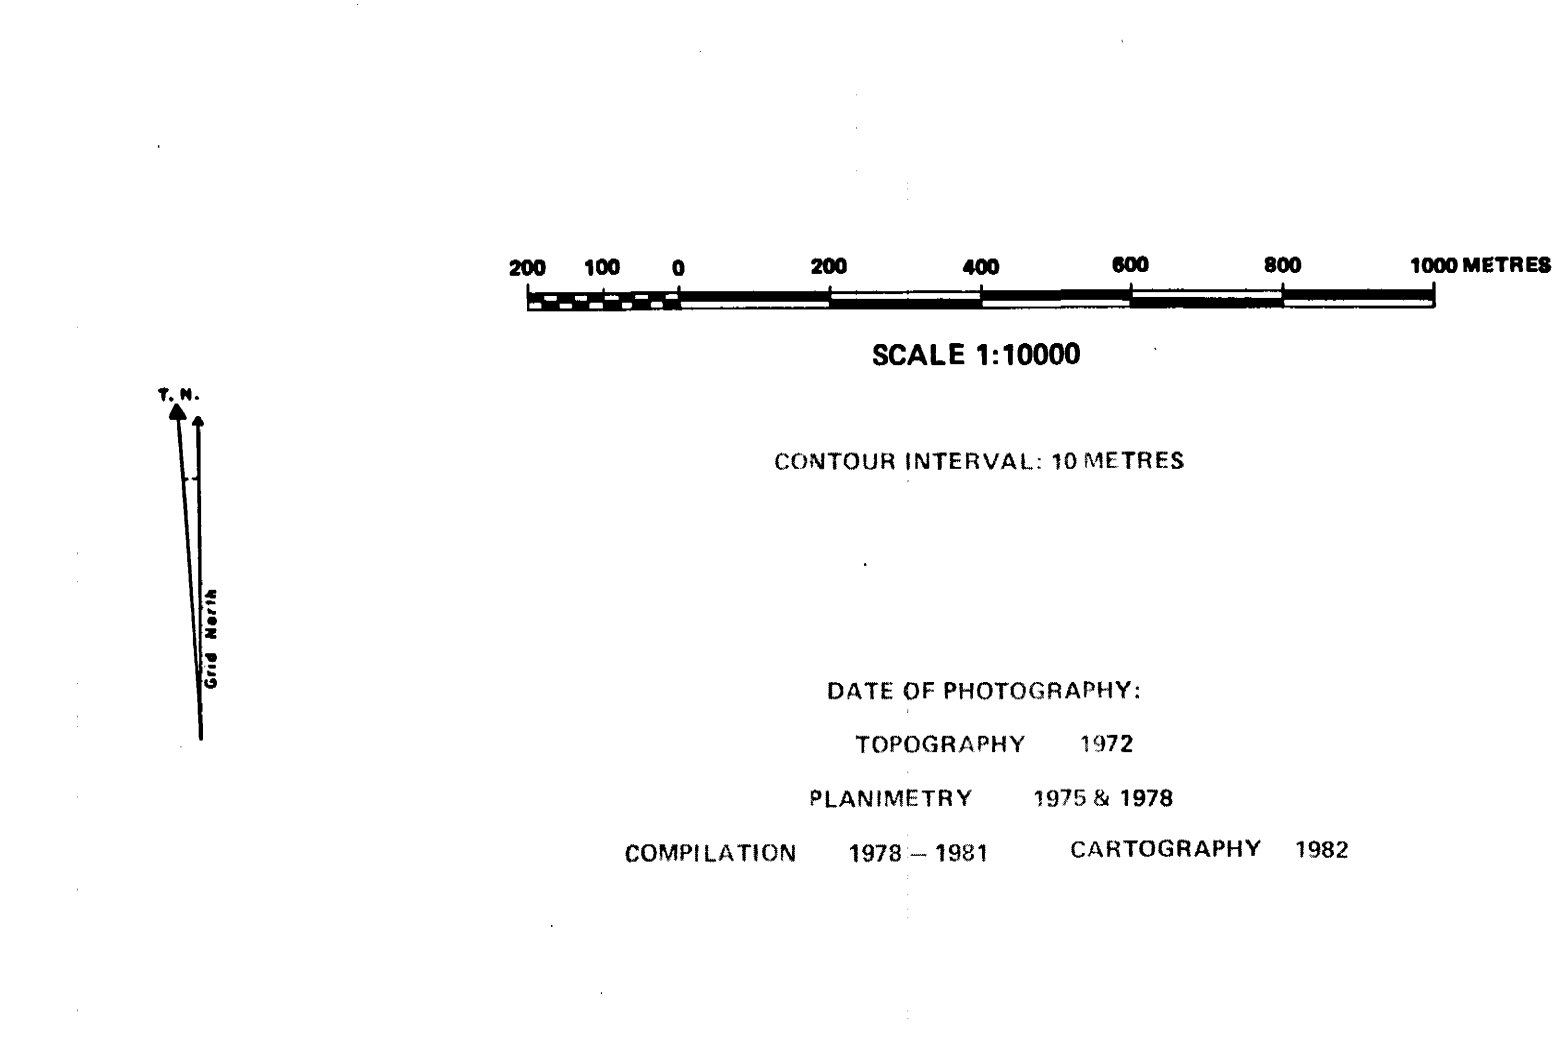 200 100 0 200 400 600 800 1000 METRES
SCALE 1:10000
T. N.
Grid North
CONTOUR INTERVAL: 10 METRES
DATE OF PHOTOGRAPHY:
TOPOGRAPHY 1972
PLANIMETRY 1975 & 1978
COMPILATION 1978 – 1981 CARTOGRAPHY 1982